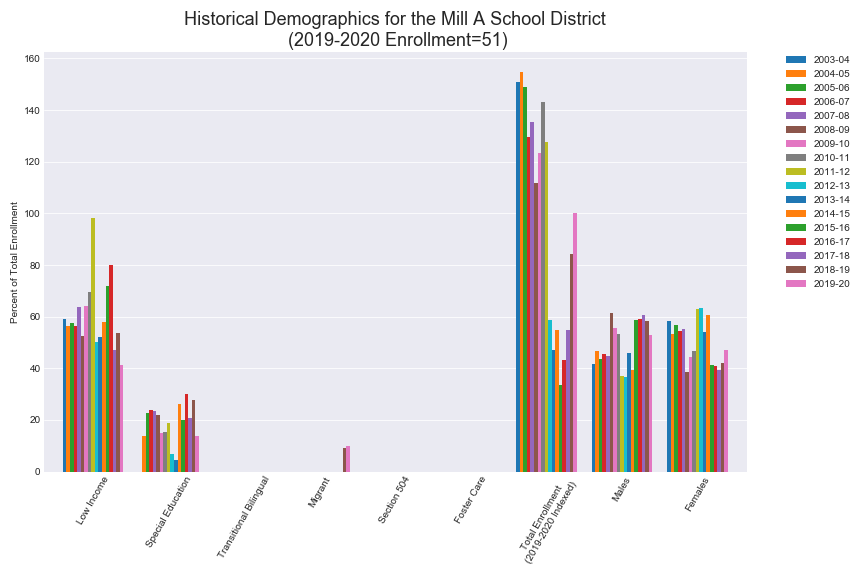 Historical Demographics for the Mill A School District
(2019-2020 Enrollment=51)
Percent of Total Enrollment
160
140
120
100
80
60
40
20
0
Low Income
Special Education
Transitional Bilingual
Migrant
Section 504
Foster Care
Total Enrollment
(2019-2020 Indexed)
Males
Females
2003-04
2004-05
2005-06
2006-07
2007-08
2008-09
2009-10
2010-11
2011-12
2012-13
2013-14
2014-15
2015-16
2016-17
2017-18
2018-19
2019-20